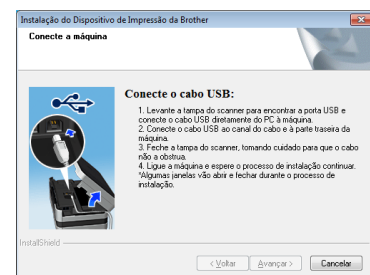 Instalação do Dispositivo de Impressão da Brother
Conecte a máquina
Conecte o cabo USB:
1. Levante a tampa do scanner para encontrar a porta USB e
conecte o cabo USB diretamente do PC à máquina.
2. Conecte o cabo USB ao canal do cabo e à parte traseira da
máquina.
3. Feche a tampa do scanner, tomando cuidado para que o cabo
não a obstrua.
4. Ligue a máquina e espere o processo de instalação continuar.
*Algumas janelas vão abrir e fechar durante o processo de
instalação.
InstallShield
< Voltar
Avançar >
Cancelar